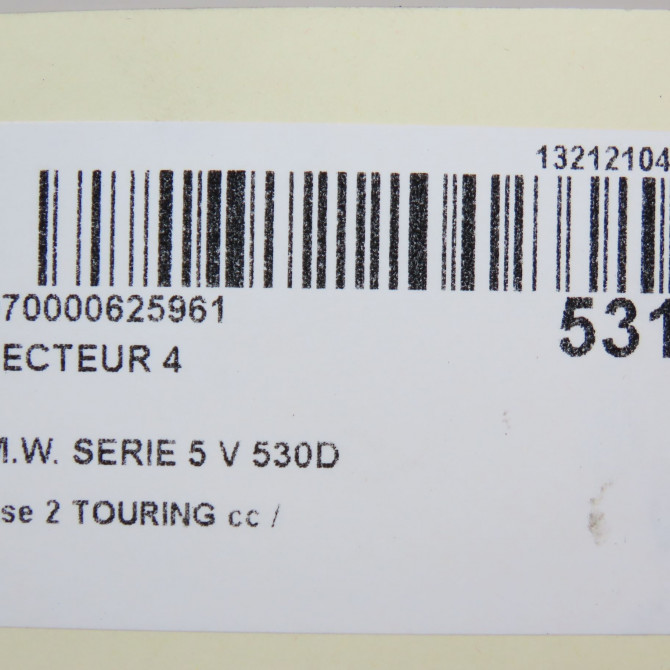 13212104
70000625961
531
ECTEUR 4
M.W. SERIE 5 V 530D
se 2 TOURING cc /